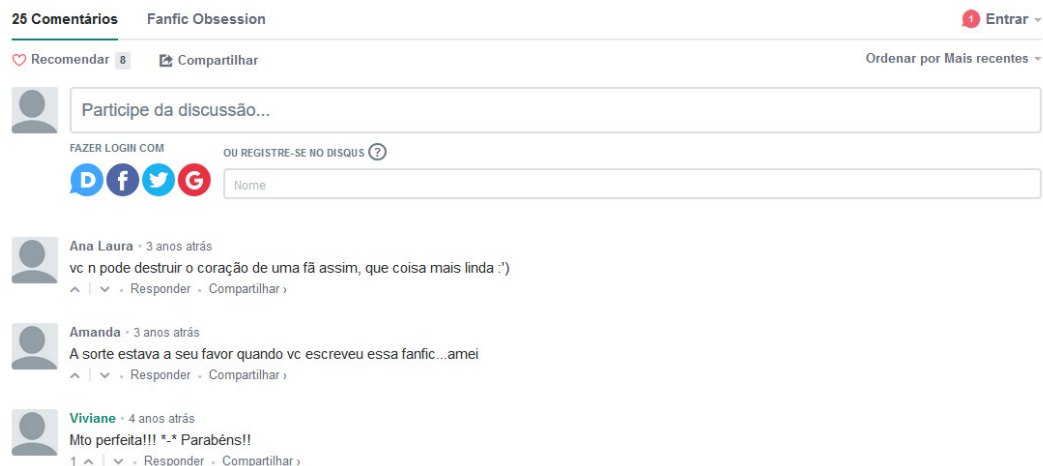 25 Comentários Fanfic Obsession 1 Entrar
Recomendar 8 Compartilhar Ordenar por Mais recentes
Participe da discussão...
FAZER LOGIN COM OU REGISTRE-SE NO DISQUS ?
D f G Nome
Ana Laura • 3 anos atrás
vc n pode destruir o coração de uma fã assim, que coisa mais linda :')
Responder • Compartilhar ›
Amanda • 3 anos atrás
A sorte estava a seu favor quando vc escreveu essa fanfic...amei
Responder • Compartilhar ›
Viviane • 4 anos atrás
Mto perfeita!!! *-* Parabéns!!
1 Responder • Compartilhar ›